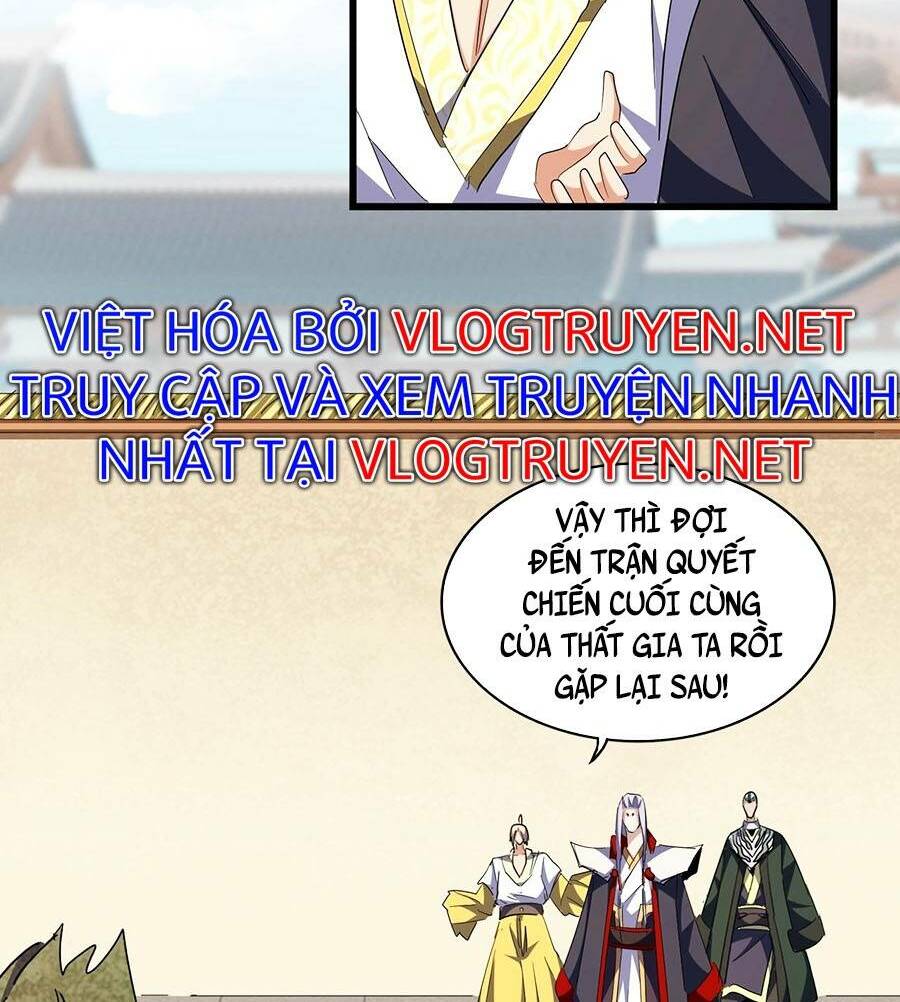 VIỆT HÓA BỞI VLOGTRUYEN.NET
TRUY CẬP VÀ XEM TRUYỆN NHANH
NHẤT TẠI VLOGTRUYEN.NET
VẬY THÌ ĐỢI
ĐẾN TRẬN QUYẾT
CHIẾN CUỐI CÙNG
CỦA THẤT GIA TA RỒI
GẶP LẠI SAU!